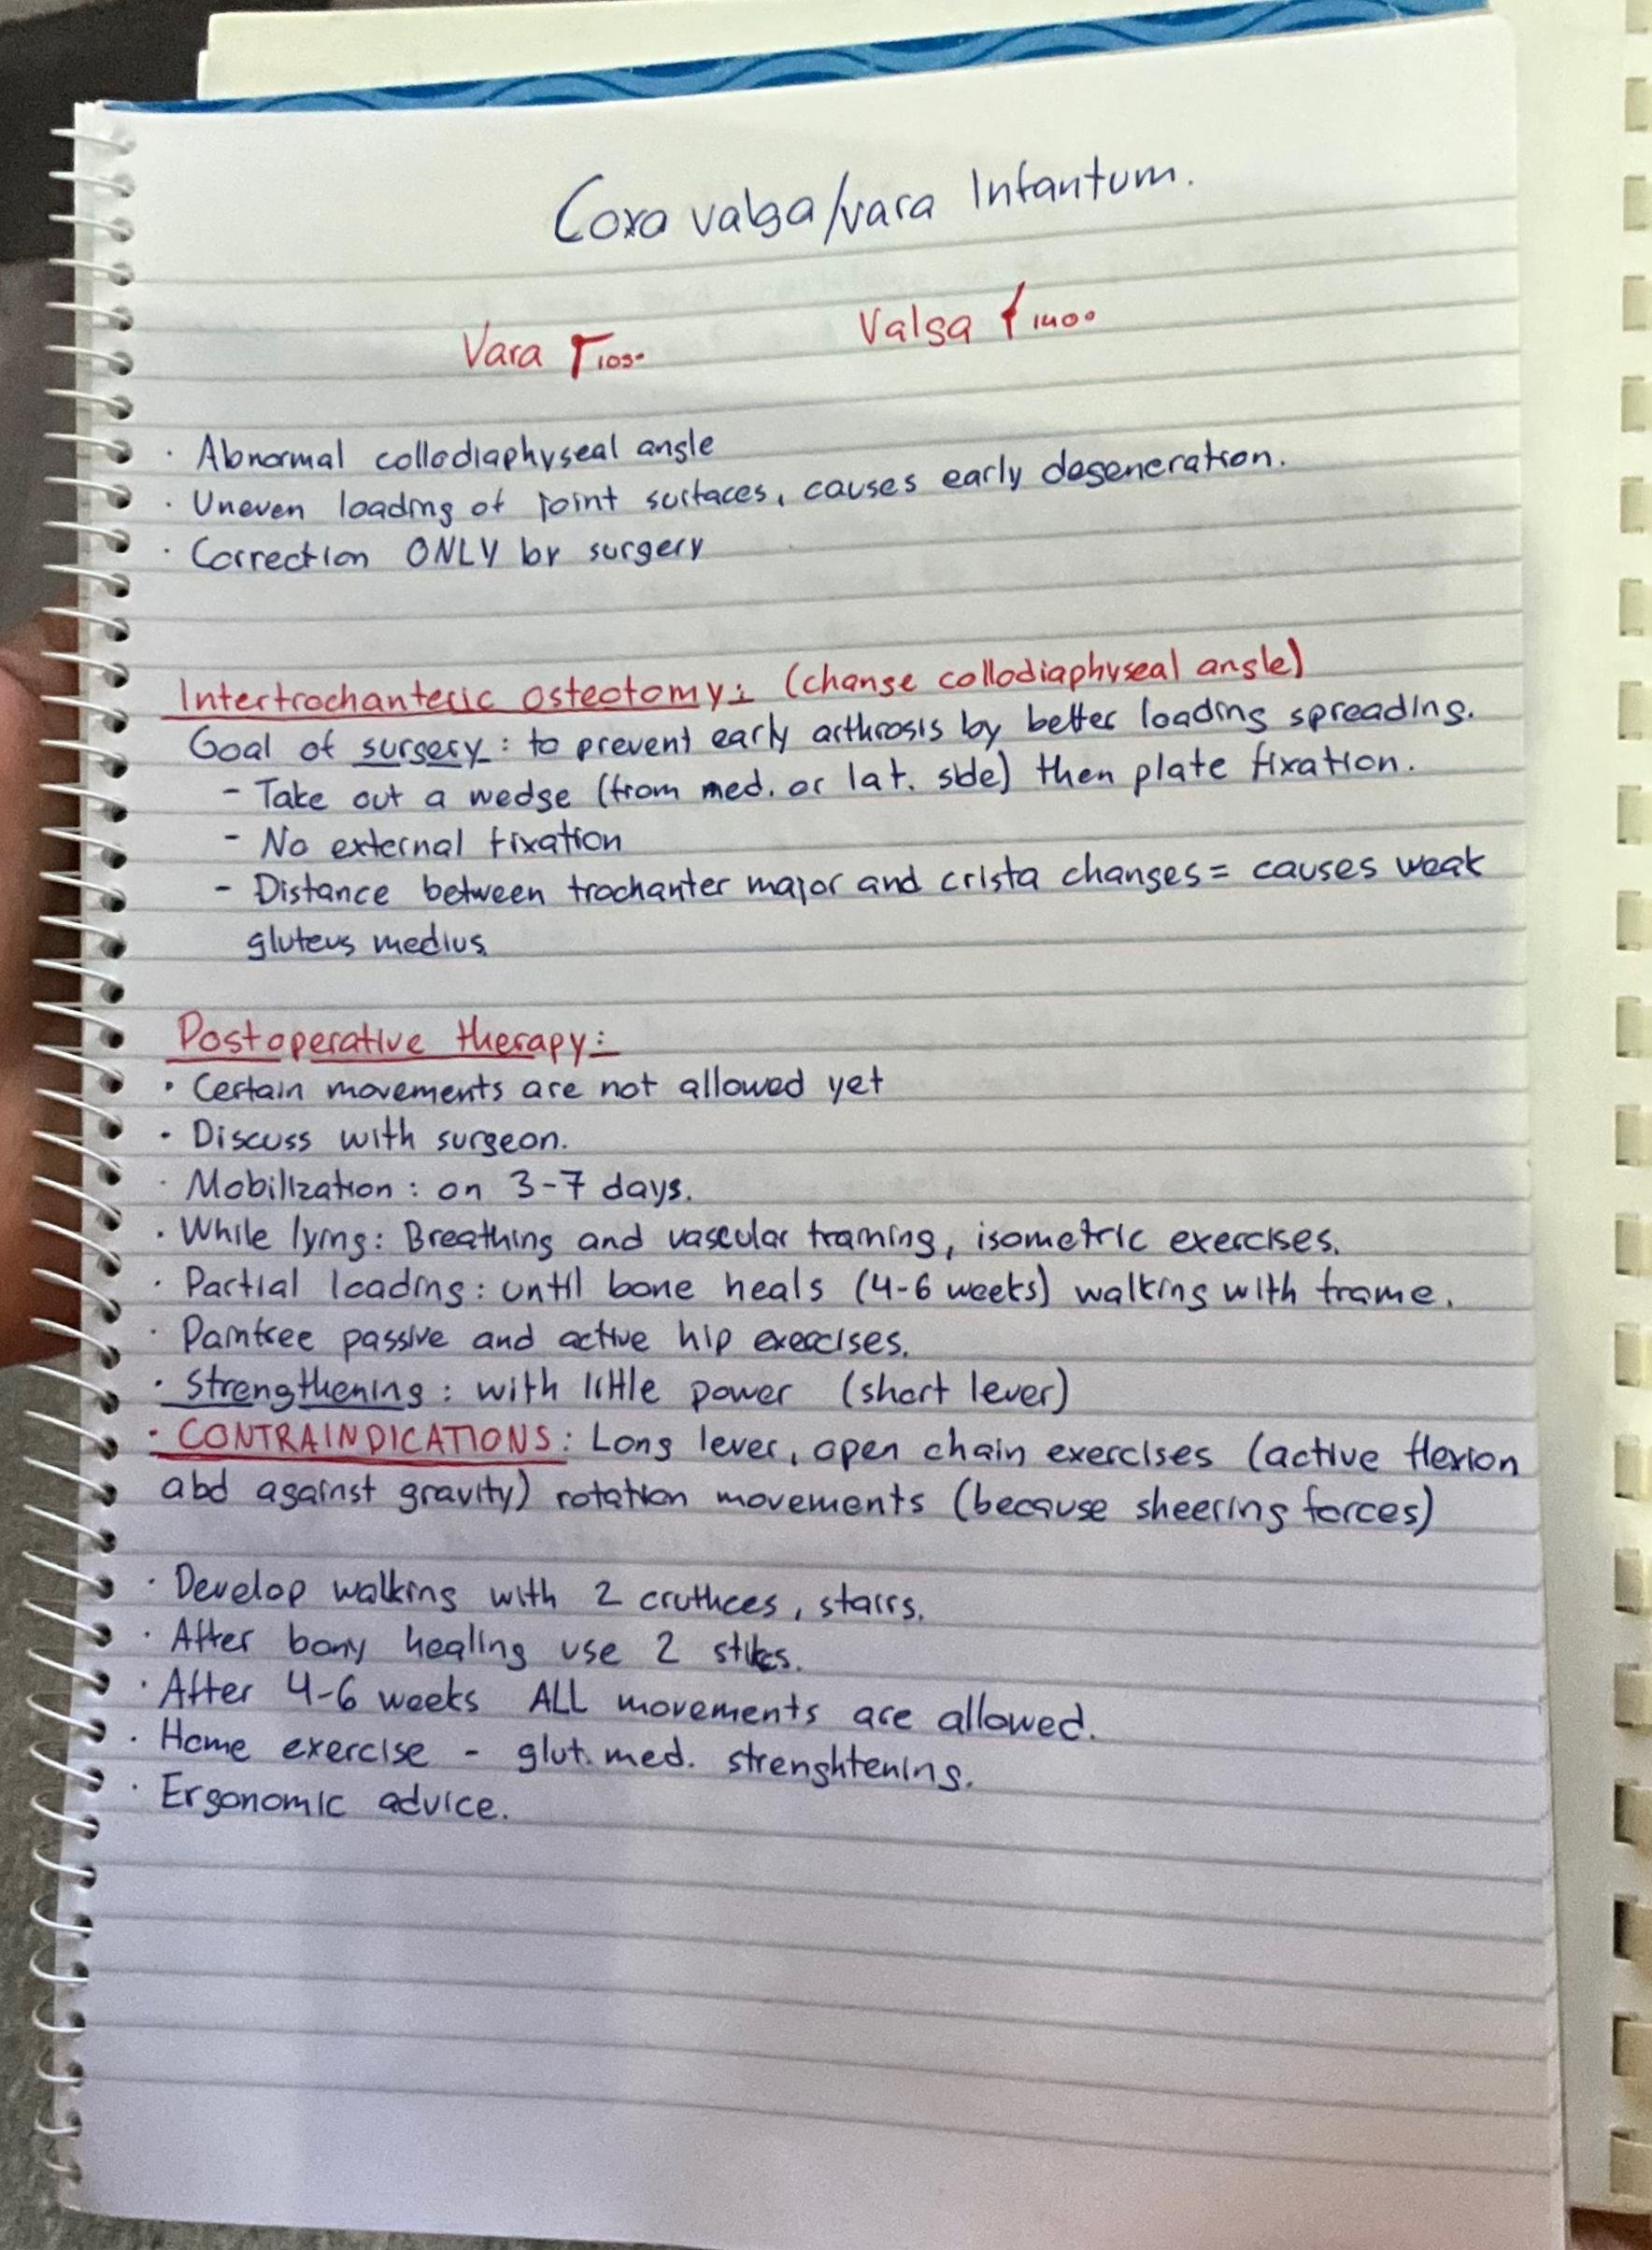 Coxa valga/vara Infantum.
Vara 105° Valga 140°
· Abnormal collodiaphyseal angle
· Uneven loading of joint surfaces, causes early degeneration.
· Correction ONLY by surgery
Intertrochanteric osteotomy: (change collodiaphyseal angle)
Goal of surgery: to prevent early arthrosis by better loading spreading.
- Take out a wedge (from med. or lat. side) then plate fixation.
- No external fixation
- Distance between trochanter major and crista changes = causes weak
gluteus medius
Postoperative therapy:
· Certain movements are not allowed yet
· Discuss with surgeon.
· Mobilization: on 3-7 days.
· While lying: Breathing and vascular training, isometric exercises.
· Partial loading: until bone heals (4-6 weeks) walking with frame.
· Painfree passive and active hip exercises.
· Strengthening: with little power (short lever)
· CONTRAINDICATIONS: Long lever, open chain exercises (active flexion
abd against gravity) rotation movements (because sheering forces)
· Develop walking with 2 cruthces, stairs.
· After bony healing use 2 stiks.
· After 4-6 weeks ALL movements are allowed.
· Home exercise - glut. med. strenghtening.
· Ergonomic advice.